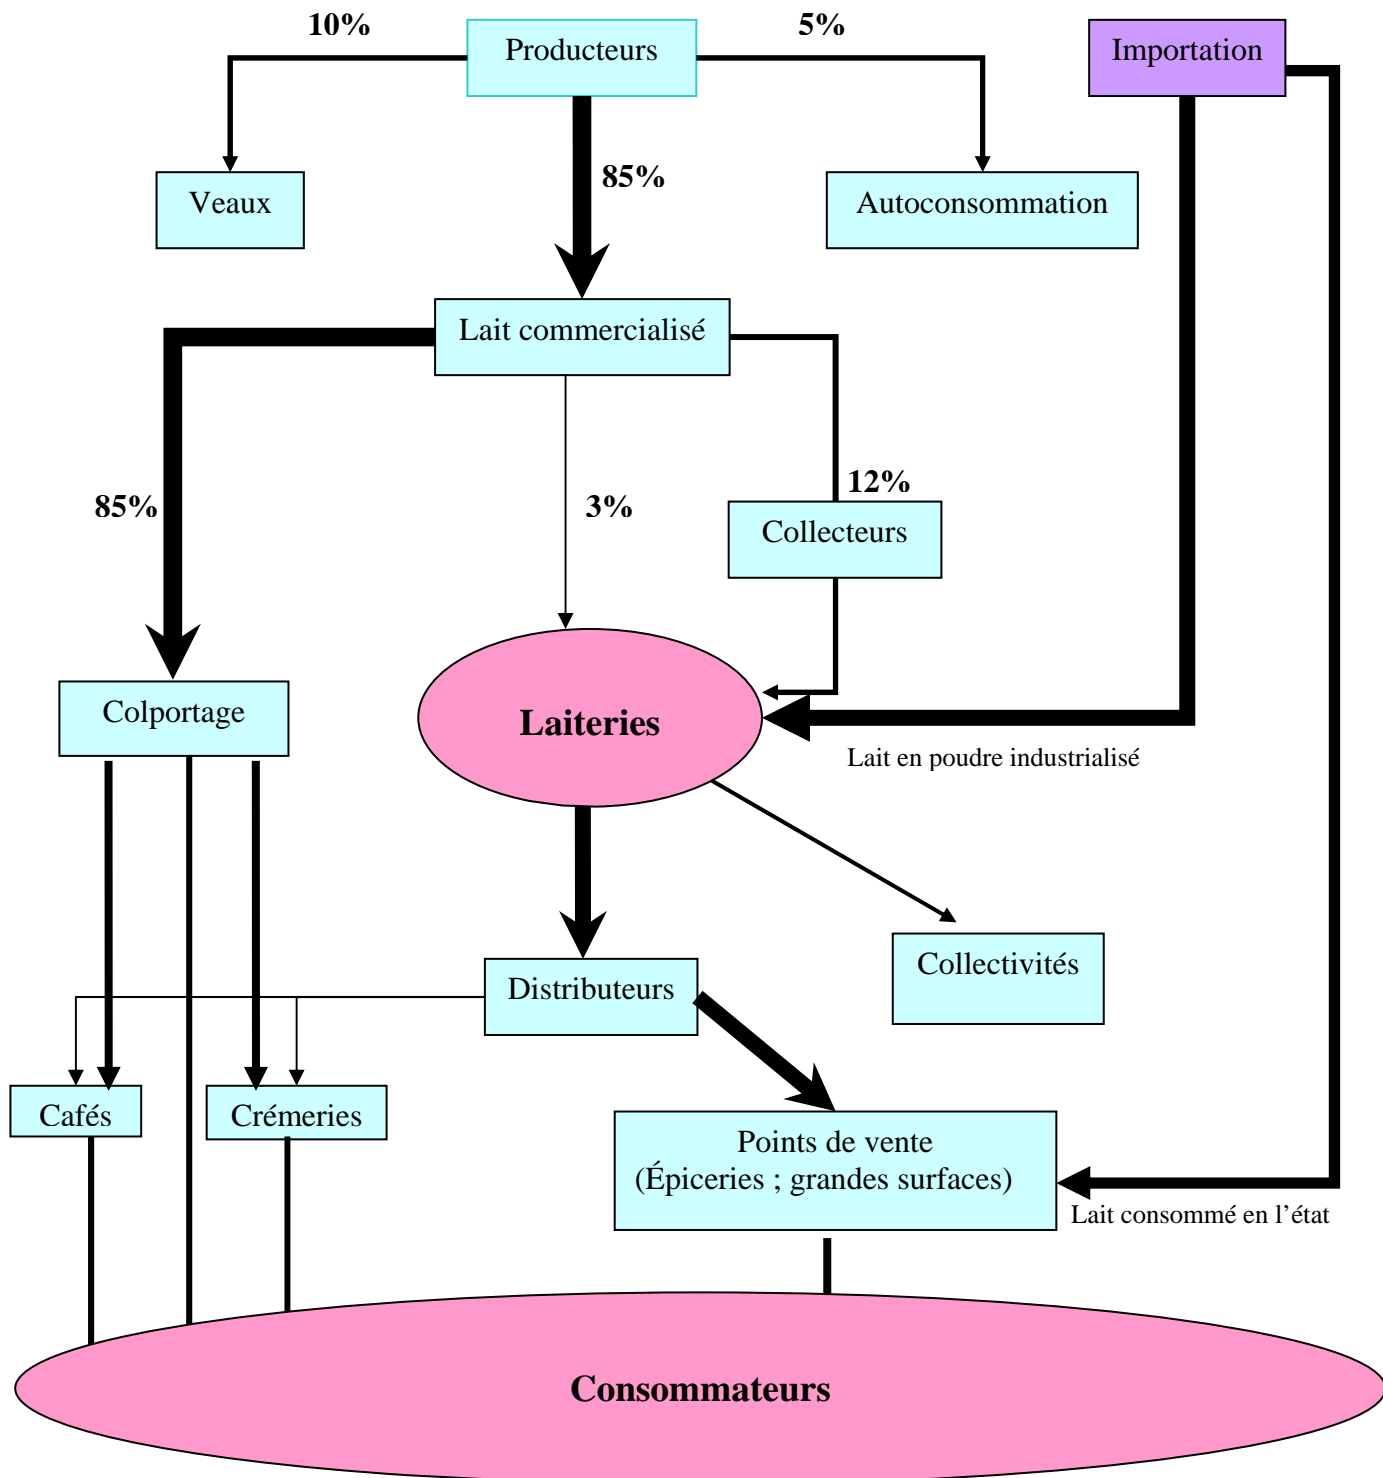 10%
Producteurs
5%
Importation
Veaux
85%
Autoconsommation
Lait commercialisé
85%
3%
12%
Collecteurs
Colportage
Laiteries
Lait en poudre industrialisé
Collectivités
Distributeurs
Cafés
Crémeries
Points de vente
(Épiceries ; grandes surfaces)
Lait consommé en l’état
Consommateurs